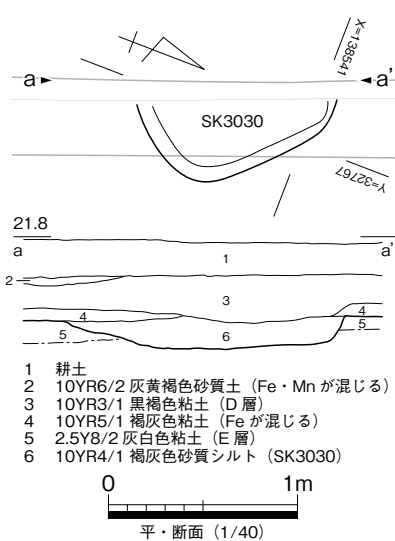 X=138541
a
a’
SK3030
Y=32767
21.8
a
a’
1
2
3
4
4
5
5
6
1 耕土
2 10YR6/2 灰黄褐色砂質土（Fe・Mn が混じる）
3 10YR3/1 黒褐色粘土（D 層）
4 10YR5/1 褐灰色粘土（Fe が混じる）
5 2.5Y8/2 灰白色粘土（E 層）
6 10YR4/1 褐灰色砂質シルト（SK3030）
0 1m
平・断面（1/40）